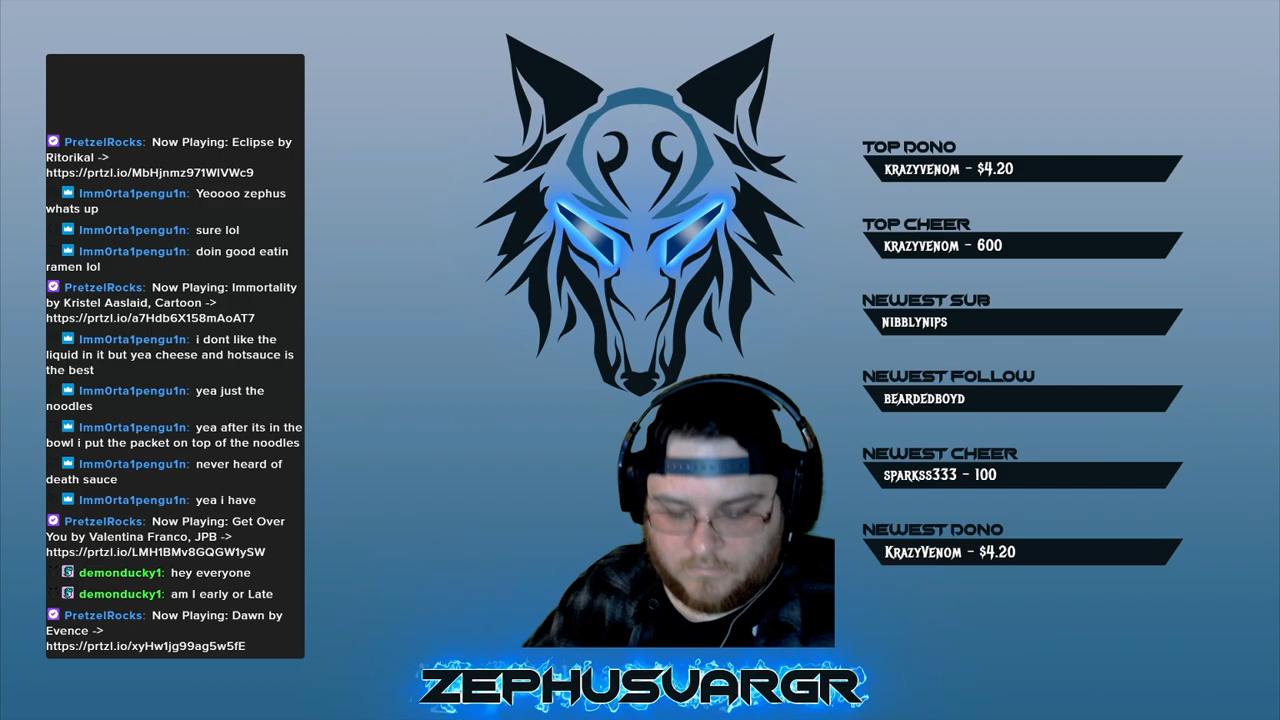 PretzelRocks: Now Playing: Eclipse by
Ritorikal ->
https://prtzl.io/MbHjnmz971WlVWc9
Imm0rta1pengu1n: Yeoooo zephus
whats up
Imm0rta1pengu1n: sure lol
Imm0rta1pengu1n: doin good eatin
ramen lol
PretzelRocks: Now Playing: Immortality
by Kristel Aaslaid, Cartoon ->
https://prtzl.io/a7Hdb6X158mAoAT7
Imm0rta1pengu1n: i dont like the
liquid in it but yea cheese and hotsauce is
the best
Imm0rta1pengu1n: yea just the
noodles
Imm0rta1pengu1n: yea after its in the
bowl i put the packet on top of the noodles
Imm0rta1pengu1n: never heard of
death sauce
Imm0rta1pengu1n: yea i have
PretzelRocks: Now Playing: Get Over
You by Valentina Franco, JPB ->
https://prtzl.io/LMH1BMv8GQGW1ySW
demonducky1: hey everyone
demonducky1: am I early or Late
PretzelRocks: Now Playing: Dawn by
Evence ->
https://prtzl.io/xyHw1jg99ag5w5fE
TOP DONO
KRAZYVENOM - $4.20
TOP CHEER
KRAZYVENOM - 600
NEWEST SUB
NIBBLYNIPS
NEWEST FOLLOW
BEARDEDBOYD
NEWEST CHEER
SPARKSS333 - 100
NEWEST DONO
KRAZYVENOM - $4.20
ZEPHUSVARGR